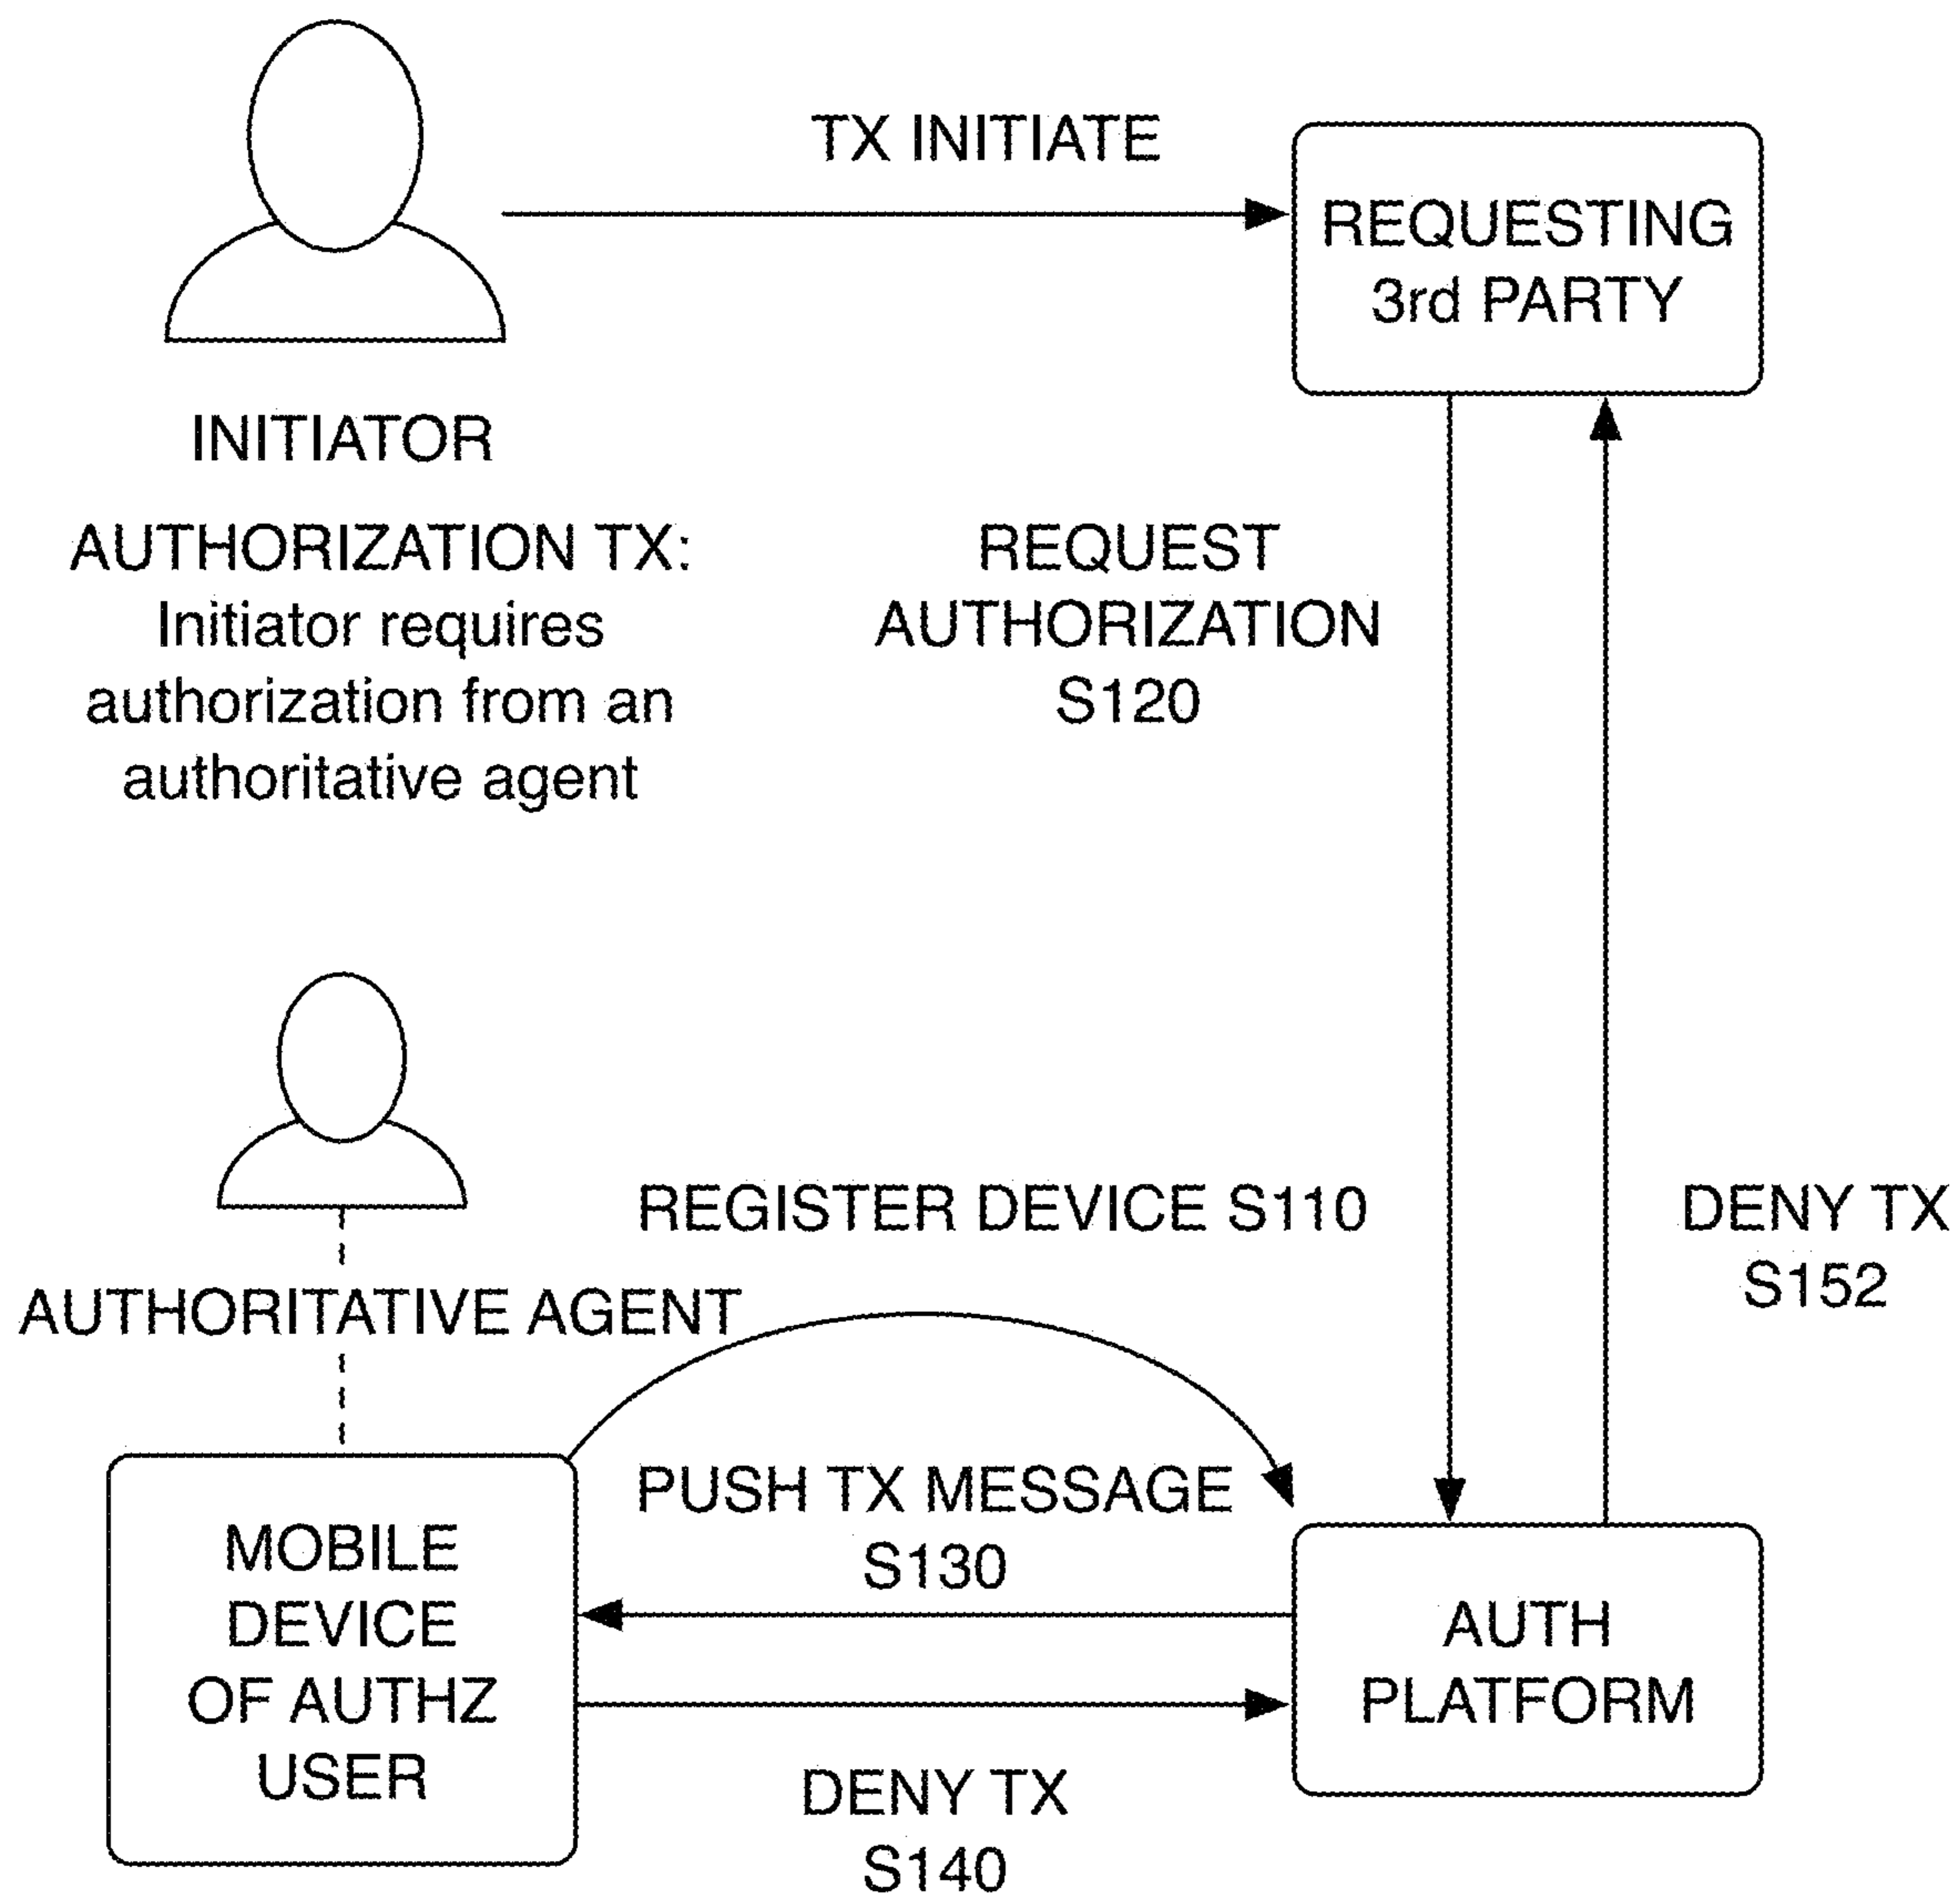 TX INITIATE
REQUESTING
3rd PARTY
INITIATOR
AUTHORIZATION TX:
Initiator requires
authorization from an
authoritative agent
REQUEST
AUTHORIZATION
S120
REGISTER DEVICE S110
DENY TX
S152
AUTHORITATIVE AGENT
PUSH TX MESSAGE
S130
MOBILE
DEVICE
OF AUTHZ
USER
AUTH
PLATFORM
DENY TX
S140